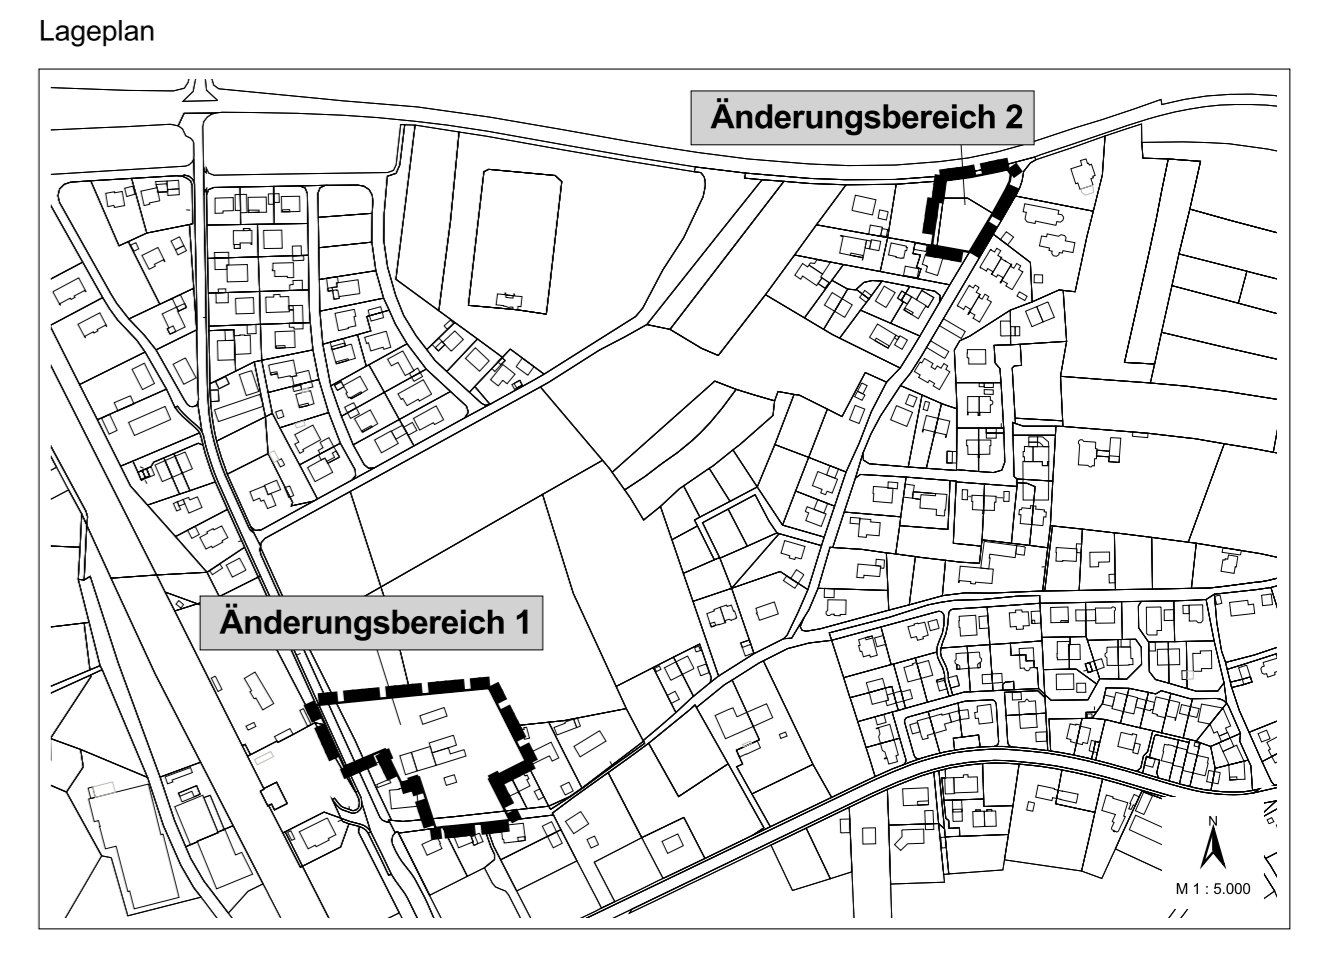 Lageplan
Änderungsbereich 2
Änderungsbereich 1
N
M 1 : 5.000